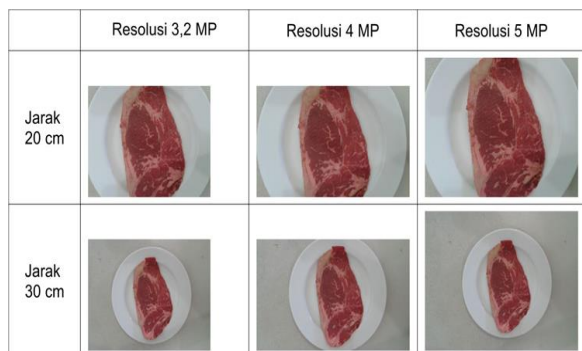 Resolusi 3,2 MP
Resolusi 4 MP
Resolusi 5 MP
Jarak
20 cm
Jarak
30 cm